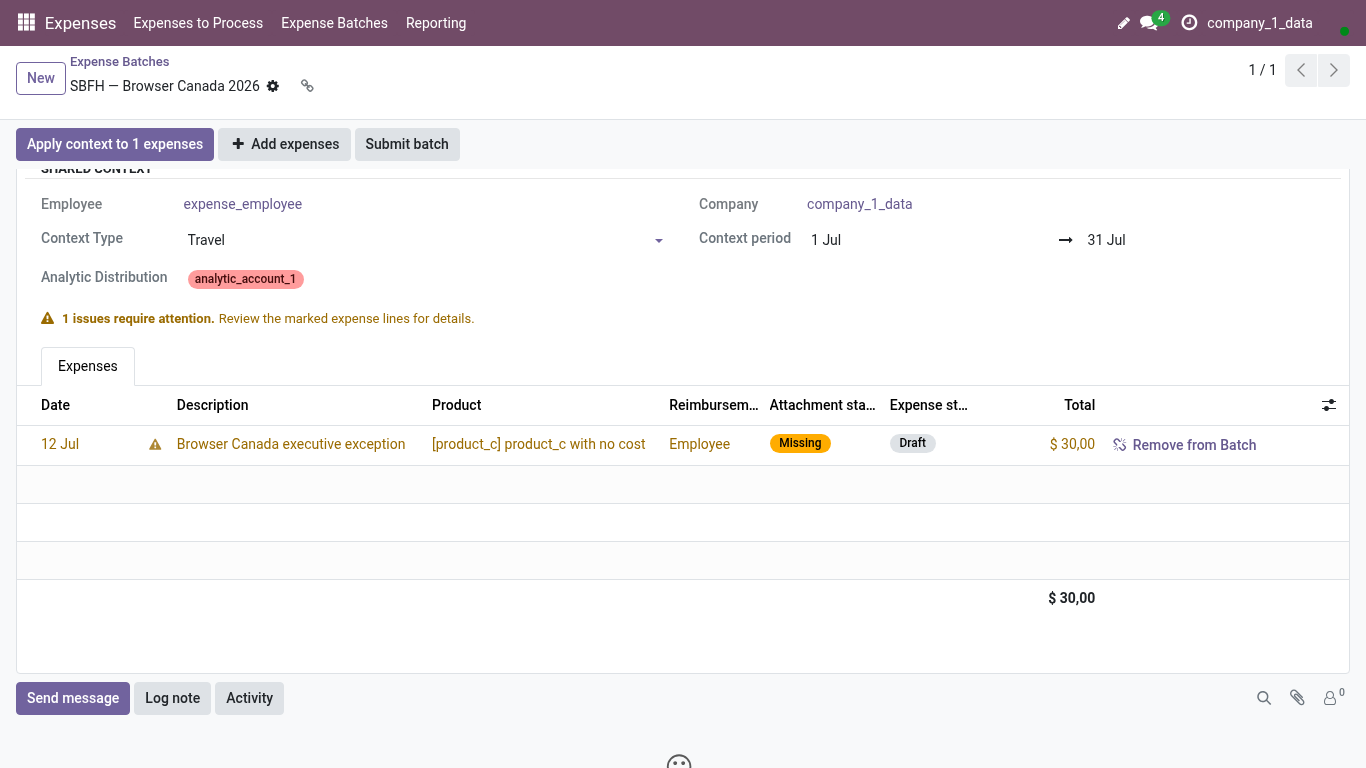 Expenses Expenses to Process Expense Batches Reporting 4 company_1_data
New Expense Batches
SBFH — Browser Canada 2026
1 / 1
Apply context to 1 expenses Add expenses Submit batch
SHARED CONTEXT
Employee expense_employee Company company_1_data
Context Type Travel Context period 1 Jul → 31 Jul
Analytic Distribution analytic_account_1
1 issues require attention. Review the marked expense lines for details.
Expenses
Date Description Product Reimbursem… Attachment sta… Expense st… Total
12 Jul Browser Canada executive exception [product_c] product_c with no cost Employee Missing Draft $ 30,00 Remove from Batch
$ 30,00
Send message Log note Activity 0